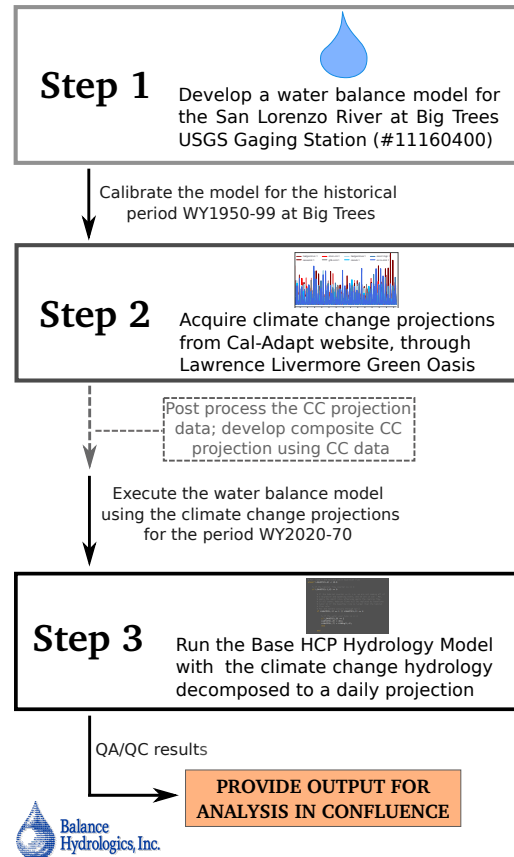 Step 1
Develop a water balance model for
the San Lorenzo River at Big Trees
USGS Gaging Station (#11160400)
Calibrate the model for the historical
period WY1950-99 at Big Trees
Step 2
Acquire climate change projections
from Cal-Adapt website, through
Lawrence Livermore Green Oasis
Post process the CC projection
data; develop composite CC
projection using CC data
Execute the water balance model
using the climate change projections
for the period WY2020-70
Step 3
Run the Base HCP Hydrology Model
with the climate change hydrology
decomposed to a daily projection
QA/QC results
PROVIDE OUTPUT FOR
ANALYSIS IN CONFLUENCE
Balance
Hydrologics, Inc.